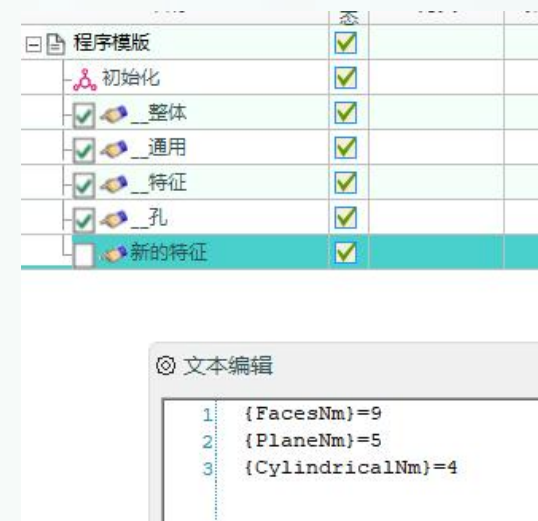 态
程序模版
初始化
__整体
__通用
__特征
__孔
新的特征
文本编辑
1 {FacesNm}=9
2 {PlaneNm}=5
3 {CylindricalNm}=4